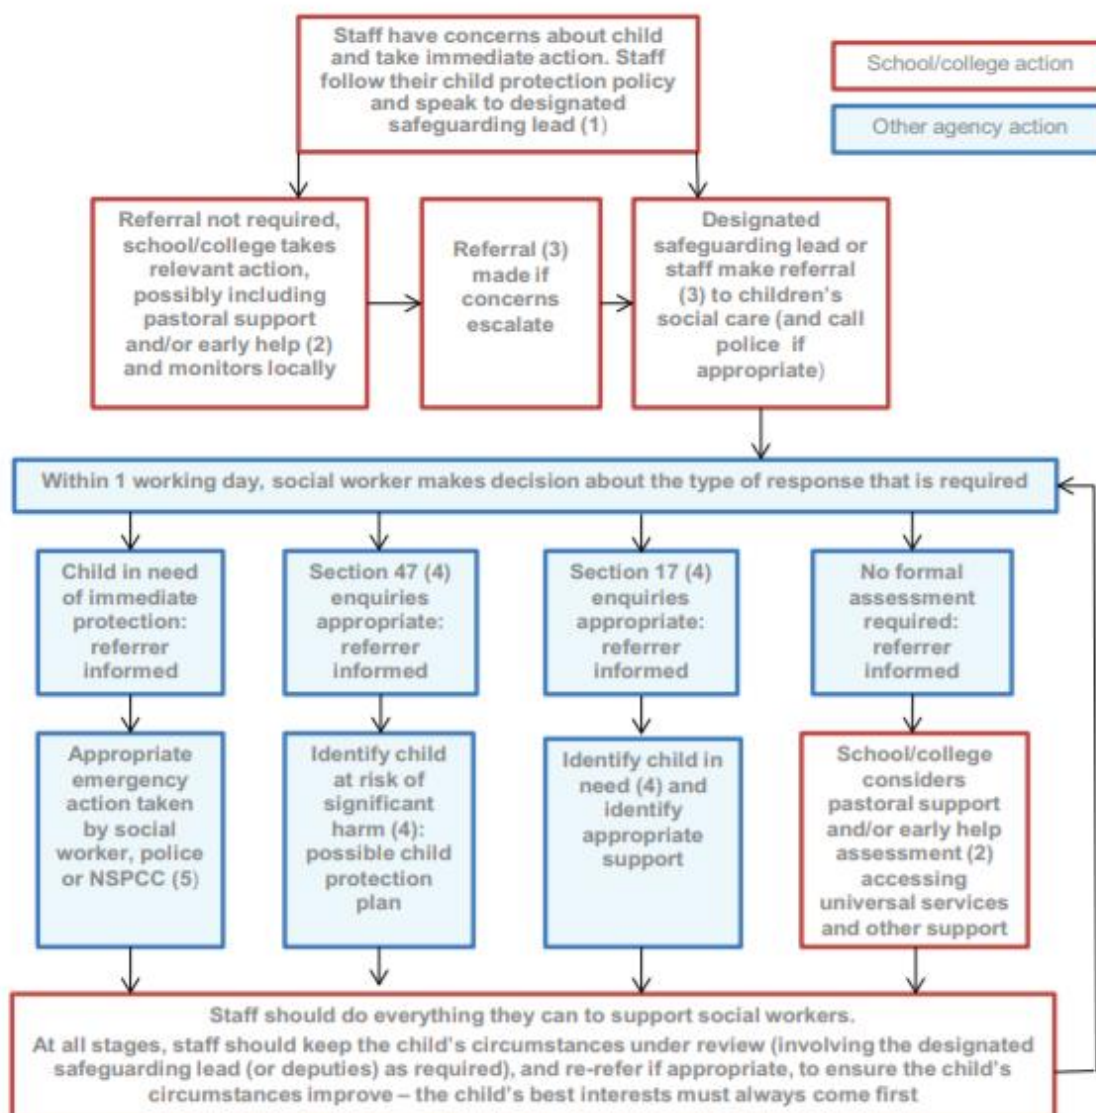 Staff have concerns about child
and take immediate action. Staff
follow their child protection policy
and speak to designated
safeguarding lead (1)
School/college action
Other agency action
Referral not required,
school/college takes
relevant action,
possibly including
pastoral support
and/or early help (2)
and monitors locally
Referral (3)
made if
concerns
escalate
Designated
safeguarding lead or
staff make referral
(3) to children's
social care (and call
police if
appropriate)
Within 1 working day, social worker makes decision about the type of response that is required
Child in need
of immediate
protection:
referrer
informed
Section 47 (4)
enquiries
appropriate:
referrer
informed
Section 17 (4)
enquiries
appropriate:
referrer
informed
No formal
assessment
required:
referrer
informed
Appropriate
emergency
action taken
by social
worker, police
or NSPCC (5)
Identify child
at risk of
significant
harm (4):
possible child
protection
plan
Identify child in
need (4) and
identify
appropriate
support
School/college
considers
pastoral support
and/or early help
assessment (2)
accessing
universal services
and other support
Staff should do everything they can to support social workers.
At all stages, staff should keep the child's circumstances under review (involving the designated
safeguarding lead (or deputies) as required), and re-refer if appropriate, to ensure the child's
circumstances improve – the child's best interests must always come first